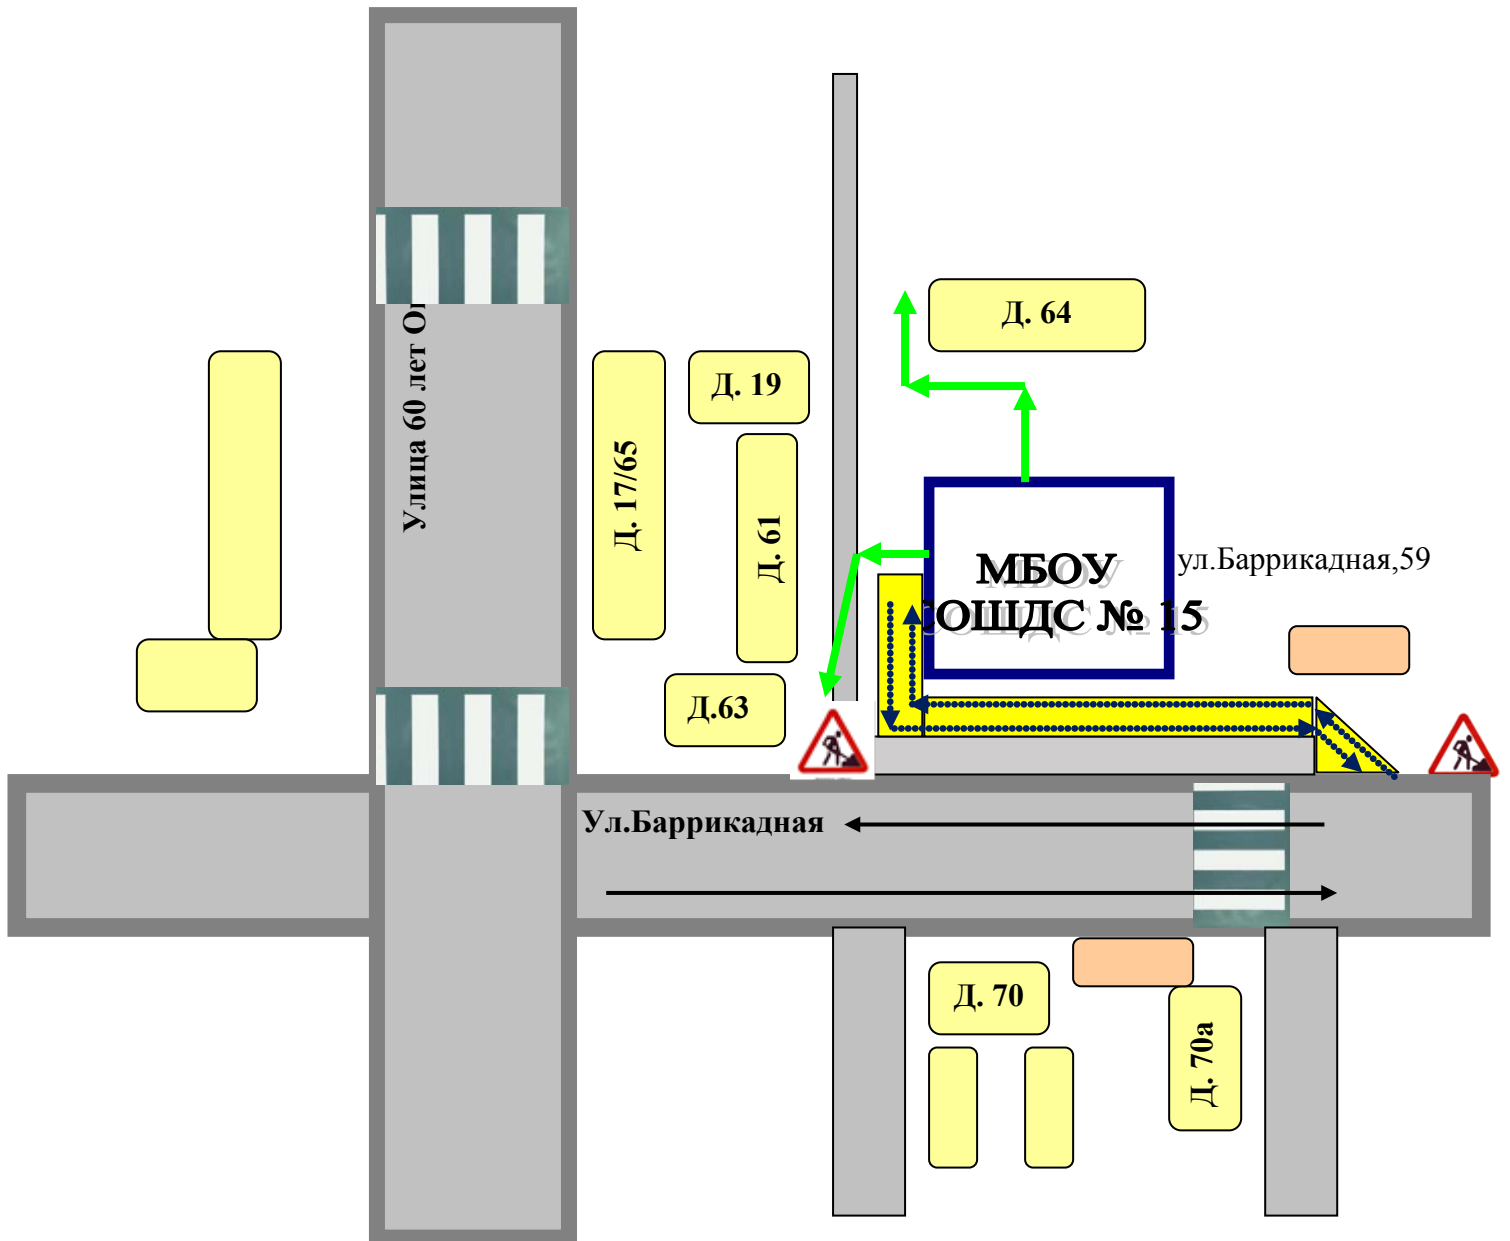 Улица 60 лет
Д. 64
Д. 19
Д. 17/65
Д. 61
МБОУ
СОШДС № 15
ул.Баррикадная,59
Д.63
Ул.Баррикадная
Д. 70
Д. 70а